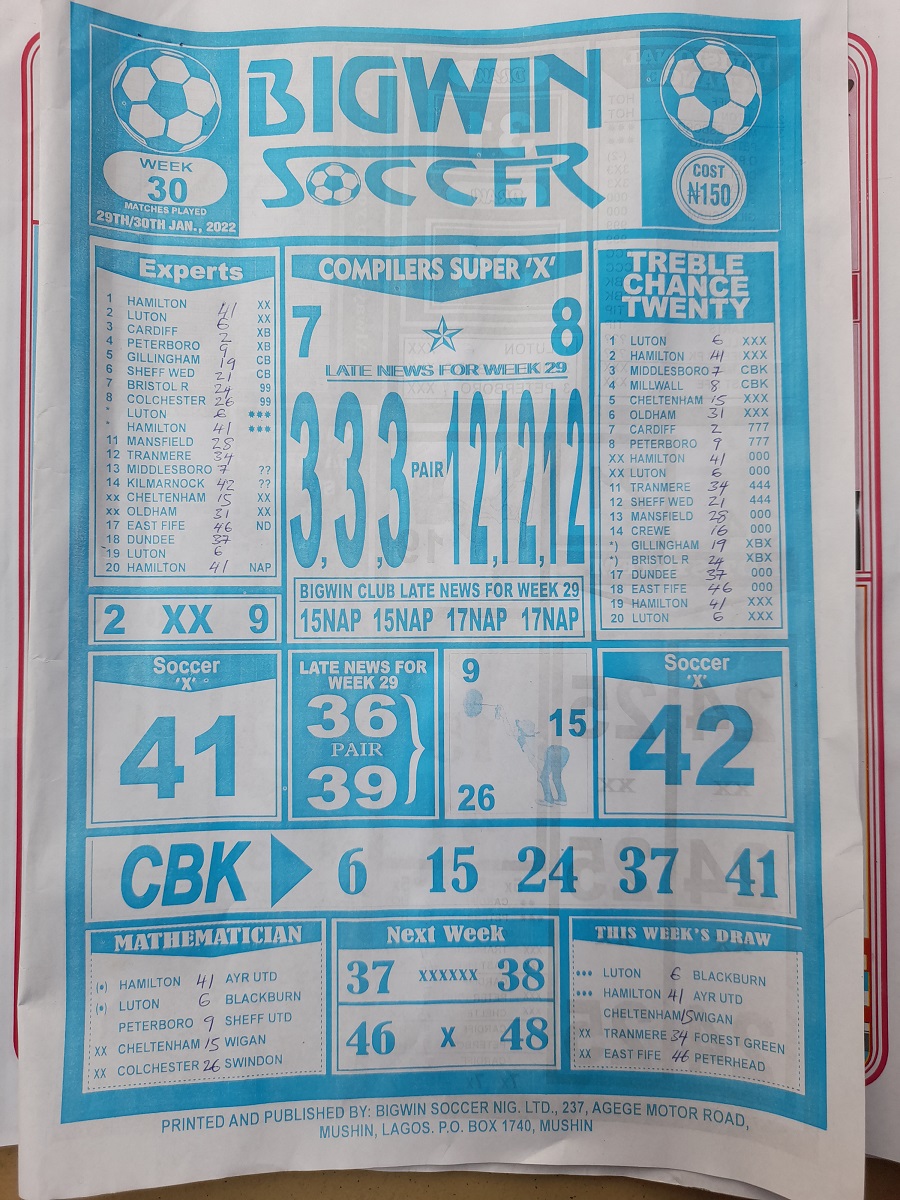 BIGWIN
SOCCER
WEEK
30
MATCHES PLAYED
29TH/30TH JAN., 2022
COST
₦150
Experts
1 HAMILTON 41 XX
2 LUTON 6 XX
3 CARDIFF 2 XB
4 PETERBORO 9 XB
5 GILLINGHAM 19 CB
6 SHEFF WED 21 CB
7 BRISTOL R 24 99
8 COLCHESTER 26 99
* LUTON 6 ***
* HAMILTON 41 ***
11 MANSFIELD 28
12 TRANMERE 34
13 MIDDLESBORO 7 ??
14 KILMARNOCK 42 ??
xx CHELTENHAM 15 XX
xx OLDHAM 31 XX
17 EAST FIFE 46 ND
18 DUNDEE 37
19 LUTON 6
20 HAMILTON 41 NAP
2 XX 9
COMPILERS SUPER 'X'
7 8
LATE NEWS FOR WEEK 29
3,3,3 PAIR 12,12,12
BIGWIN CLUB LATE NEWS FOR WEEK 29
15NAP 15NAP 17NAP 17NAP
TREBLE
CHANCE
TWENTY
1 LUTON 6 XXX
2 HAMILTON 41 XXX
3 MIDDLESBORO 7 CBK
4 MILLWALL 8 CBK
5 CHELTENHAM 15 XXX
6 OLDHAM 31 XXX
7 CARDIFF 2 777
8 PETERBORO 9 777
XX HAMILTON 41 000
XX LUTON 6 000
11 TRANMERE 34 444
12 SHEFF WED 21 444
13 MANSFIELD 28 000
14 CREWE 16 000
*) GILLINGHAM 19 XBX
*) BRISTOL R 24 XBX
17 DUNDEE 37 000
18 EAST FIFE 46 000
19 HAMILTON 41 XXX
20 LUTON 6 XXX
Soccer
'X'
41
LATE NEWS FOR
WEEK 29
36
PAIR
39
9
15
26
Soccer
'X'
42
CBK 6 15 24 37 41
MATHEMATICIAN
(•) HAMILTON 41 AYR UTD
(•) LUTON 6 BLACKBURN
PETERBORO 9 SHEFF UTD
XX CHELTENHAM 15 WIGAN
XX COLCHESTER 26 SWINDON
Next Week
37 xxxxxx 38
46 x 48
THIS WEEK'S DRAW
••• LUTON 6 BLACKBURN
••• HAMILTON 41 AYR UTD
CHELTENHAM 15 WIGAN
XX TRANMERE 34 FOREST GREEN
XX EAST FIFE 46 PETERHEAD
PRINTED AND PUBLISHED BY: BIGWIN SOCCER NIG. LTD., 237, AGEGE MOTOR ROAD,
MUSHIN, LAGOS. P.O. BOX 1740, MUSHIN